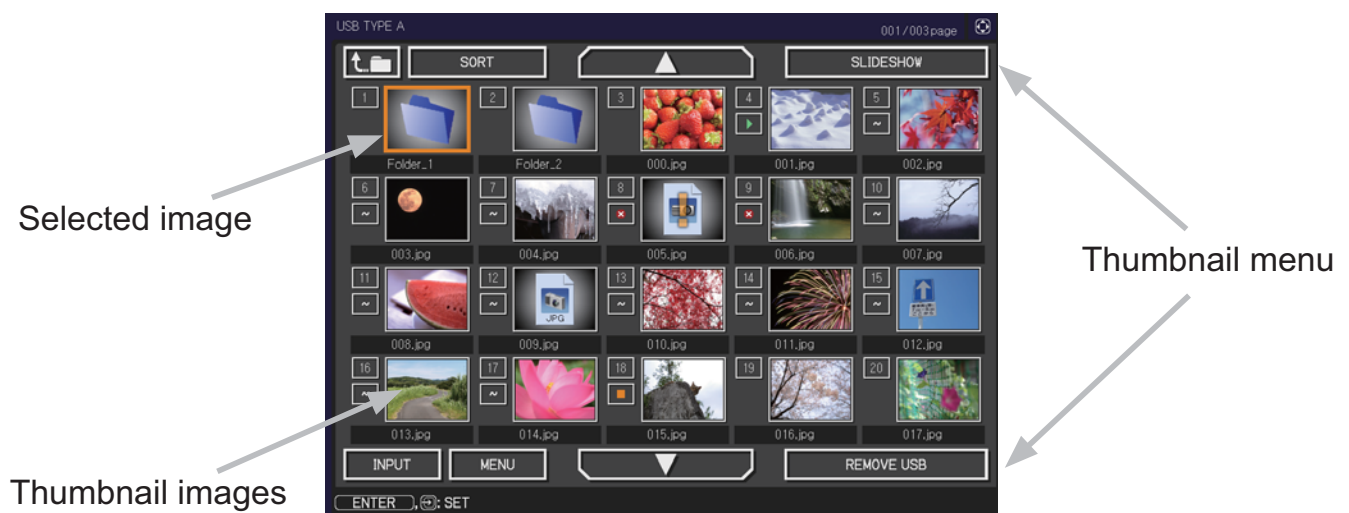 USB TYPE A
001/003page
SORT
SLIDESHOW
1 2 3 4 5
Folder_1 Folder_2 000.jpg 001.jpg 002.jpg
6 7 8 9 10
~ ~ ~
Selected image
003.jpg 004.jpg 005.jpg 006.jpg 007.jpg
Thumbnail menu
11 12 13 14 15
~ ~ ~ ~ ~
JPG
008.jpg 009.jpg 010.jpg 011.jpg 012.jpg
16 17 18 19 20
~ ~
013.jpg 014.jpg 015.jpg 016.jpg 017.jpg
INPUT MENU REMOVE USB
Thumbnail images
ENTER , : SET